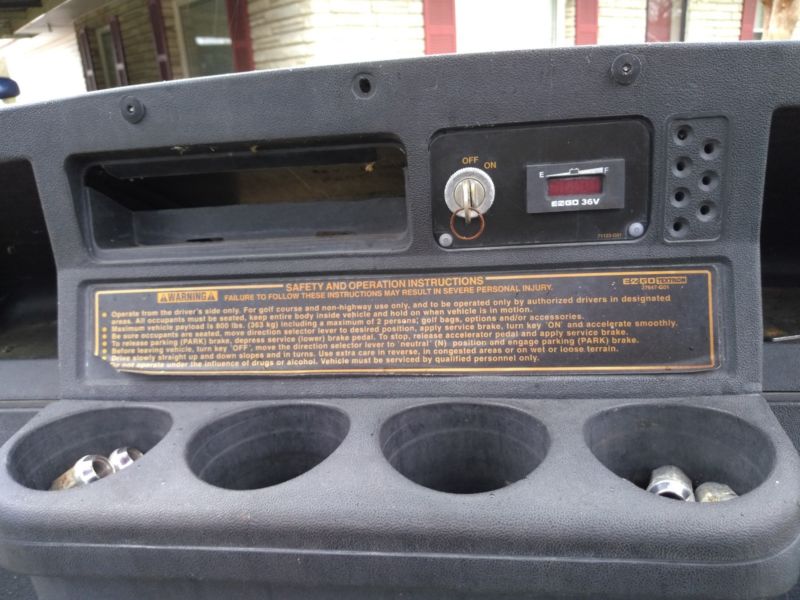 OFF
ON
E F
EZGO 36V
71123-G01
SAFETY AND OPERATION INSTRUCTIONS
EZGO TEXTRON
27647-G01
WARNING
FAILURE TO FOLLOW THESE INSTRUCTIONS MAY RESULT IN SEVERE PERSONAL INJURY.
Operate from the driver's side only. For golf course and non-highway use only, and to be operated only by authorized drivers in designated
areas. All occupants must be seated, keep entire body inside vehicle and hold on when vehicle is in motion.
Maximum vehicle payload is 800 lbs. (363 kg) including a maximum of 2 persons, golf bags, options and/or accessories.
Be sure occupants are seated, move direction selector lever to desired position, apply service brake, turn key 'ON' and accelerate smoothly.
To release parking (PARK) brake, depress service (lower) brake pedal. To stop, release accelerator pedal and apply service brake.
Before leaving vehicle, turn key 'OFF', move the direction selector lever to 'neutral' (N) position and engage parking (PARK) brake.
Drive slowly straight up and down slopes and in turns. Use extra care in reverse, in congested areas or on wet or loose terrain.
not operate under the influence of drugs or alcohol. Vehicle must be serviced by qualified personnel only.